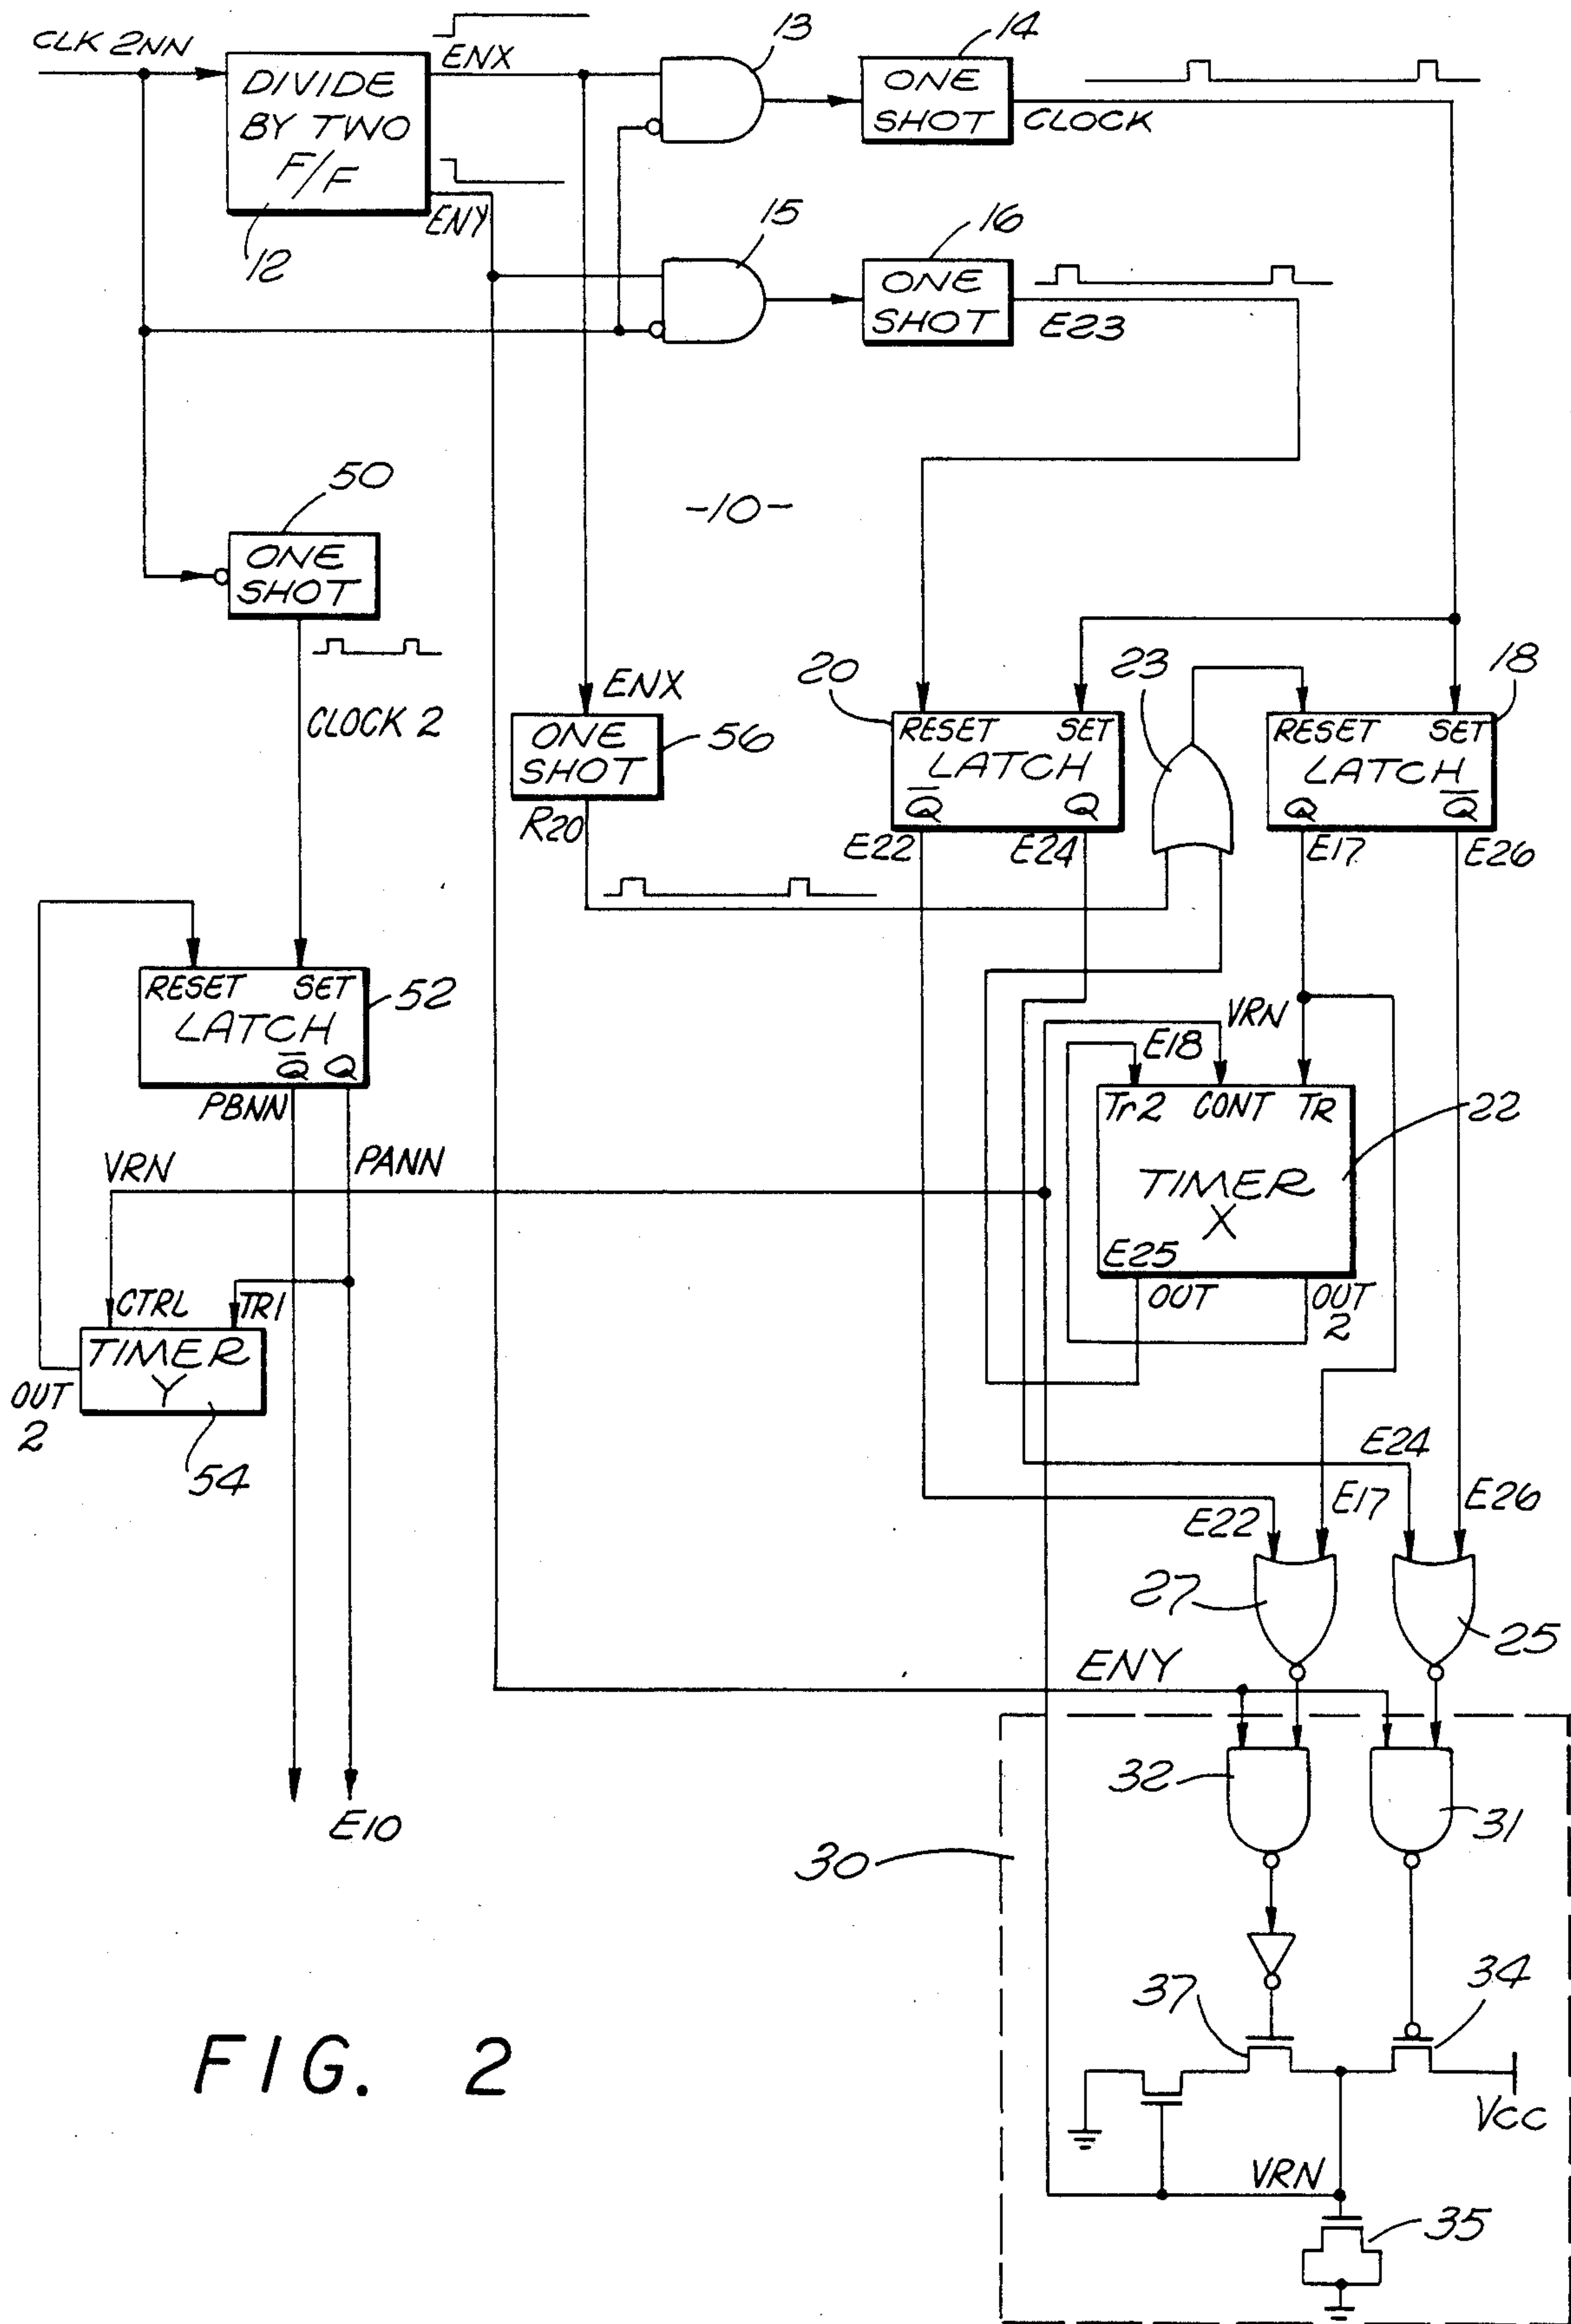 CLK 2NN
DIVIDE
BY TWO
F/F
12
ENX
ENY
13
14
ONE
SHOT
CLOCK
15
16
ONE
SHOT
E23
50
ONE
SHOT
-10-
CLOCK 2
ENX
ONE
SHOT
56
R20
20
RESET SET
LATCH
Q̅ Q
E22 E24
23
18
RESET SET
LATCH
Q Q̅
E17 E26
RESET SET
LATCH
Q̅ Q
52
PBNN
PANN
VRN
CTRL TR1
TIMER
Y
OUT
2
54
E10
VRN
E18
Tr2 CONT TR
22
TIMER
X
E25
OUT
OUT
2
E24
E22
E17
E26
27
25
ENY
32
31
30
37
34
VCC
VRN
35
FIG. 2